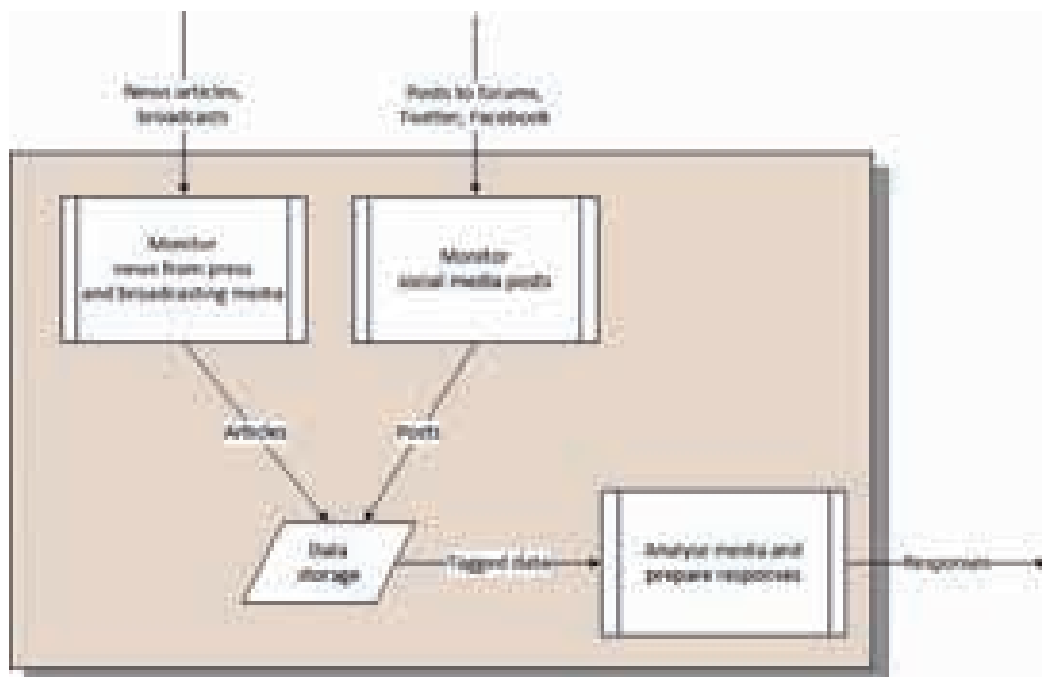 News articles,
broadcasts
Posts to forums,
Twitter, Facebook
Monitor
news from press
and broadcasting media
Monitor
social media posts
Articles
Posts
Data
storage
Tagged data
Analyse media and
prepare responses
Responses